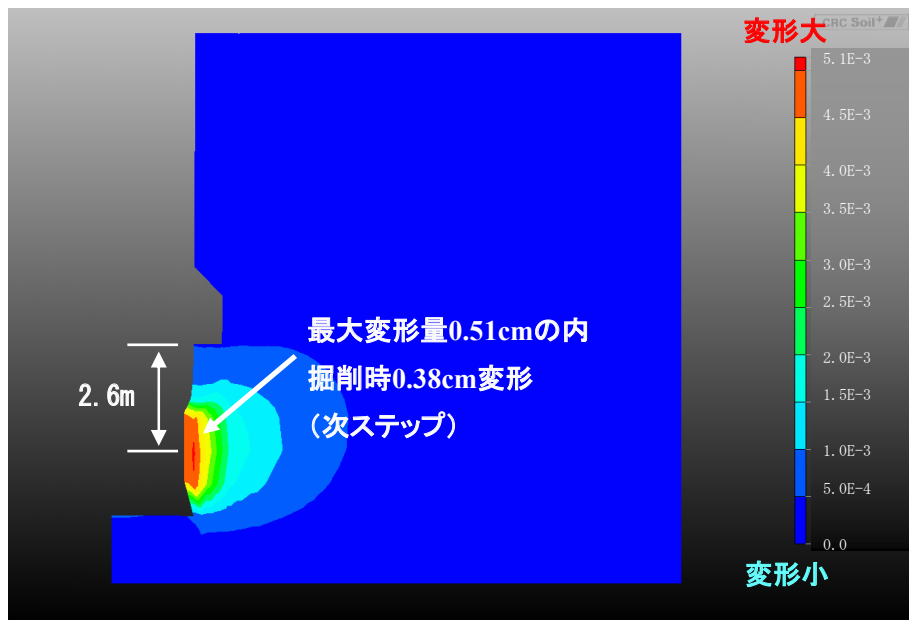 変形大
CRC Soil+
5.1E-3
4.5E-3
4.0E-3
3.5E-3
3.0E-3
2.5E-3
2.0E-3
1.5E-3
1.0E-3
5.0E-4
0.0
変形小
最大変形量0.51cmの内
掘削時0.38cm変形
（次ステップ）
2.6m